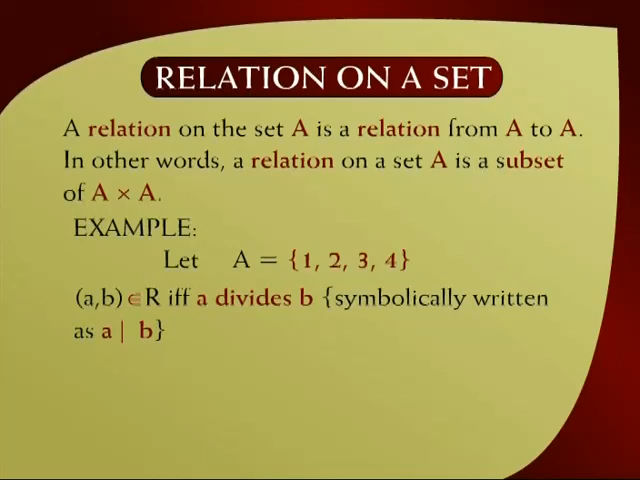 RELATION ON A SET
A relation on the set A is a relation from A to A.
In other words, a relation on a set A is a subset
of A × A.
EXAMPLE:
Let A = {1, 2, 3, 4}
(a,b)∈R iff a divides b {symbolically written
as a | b}